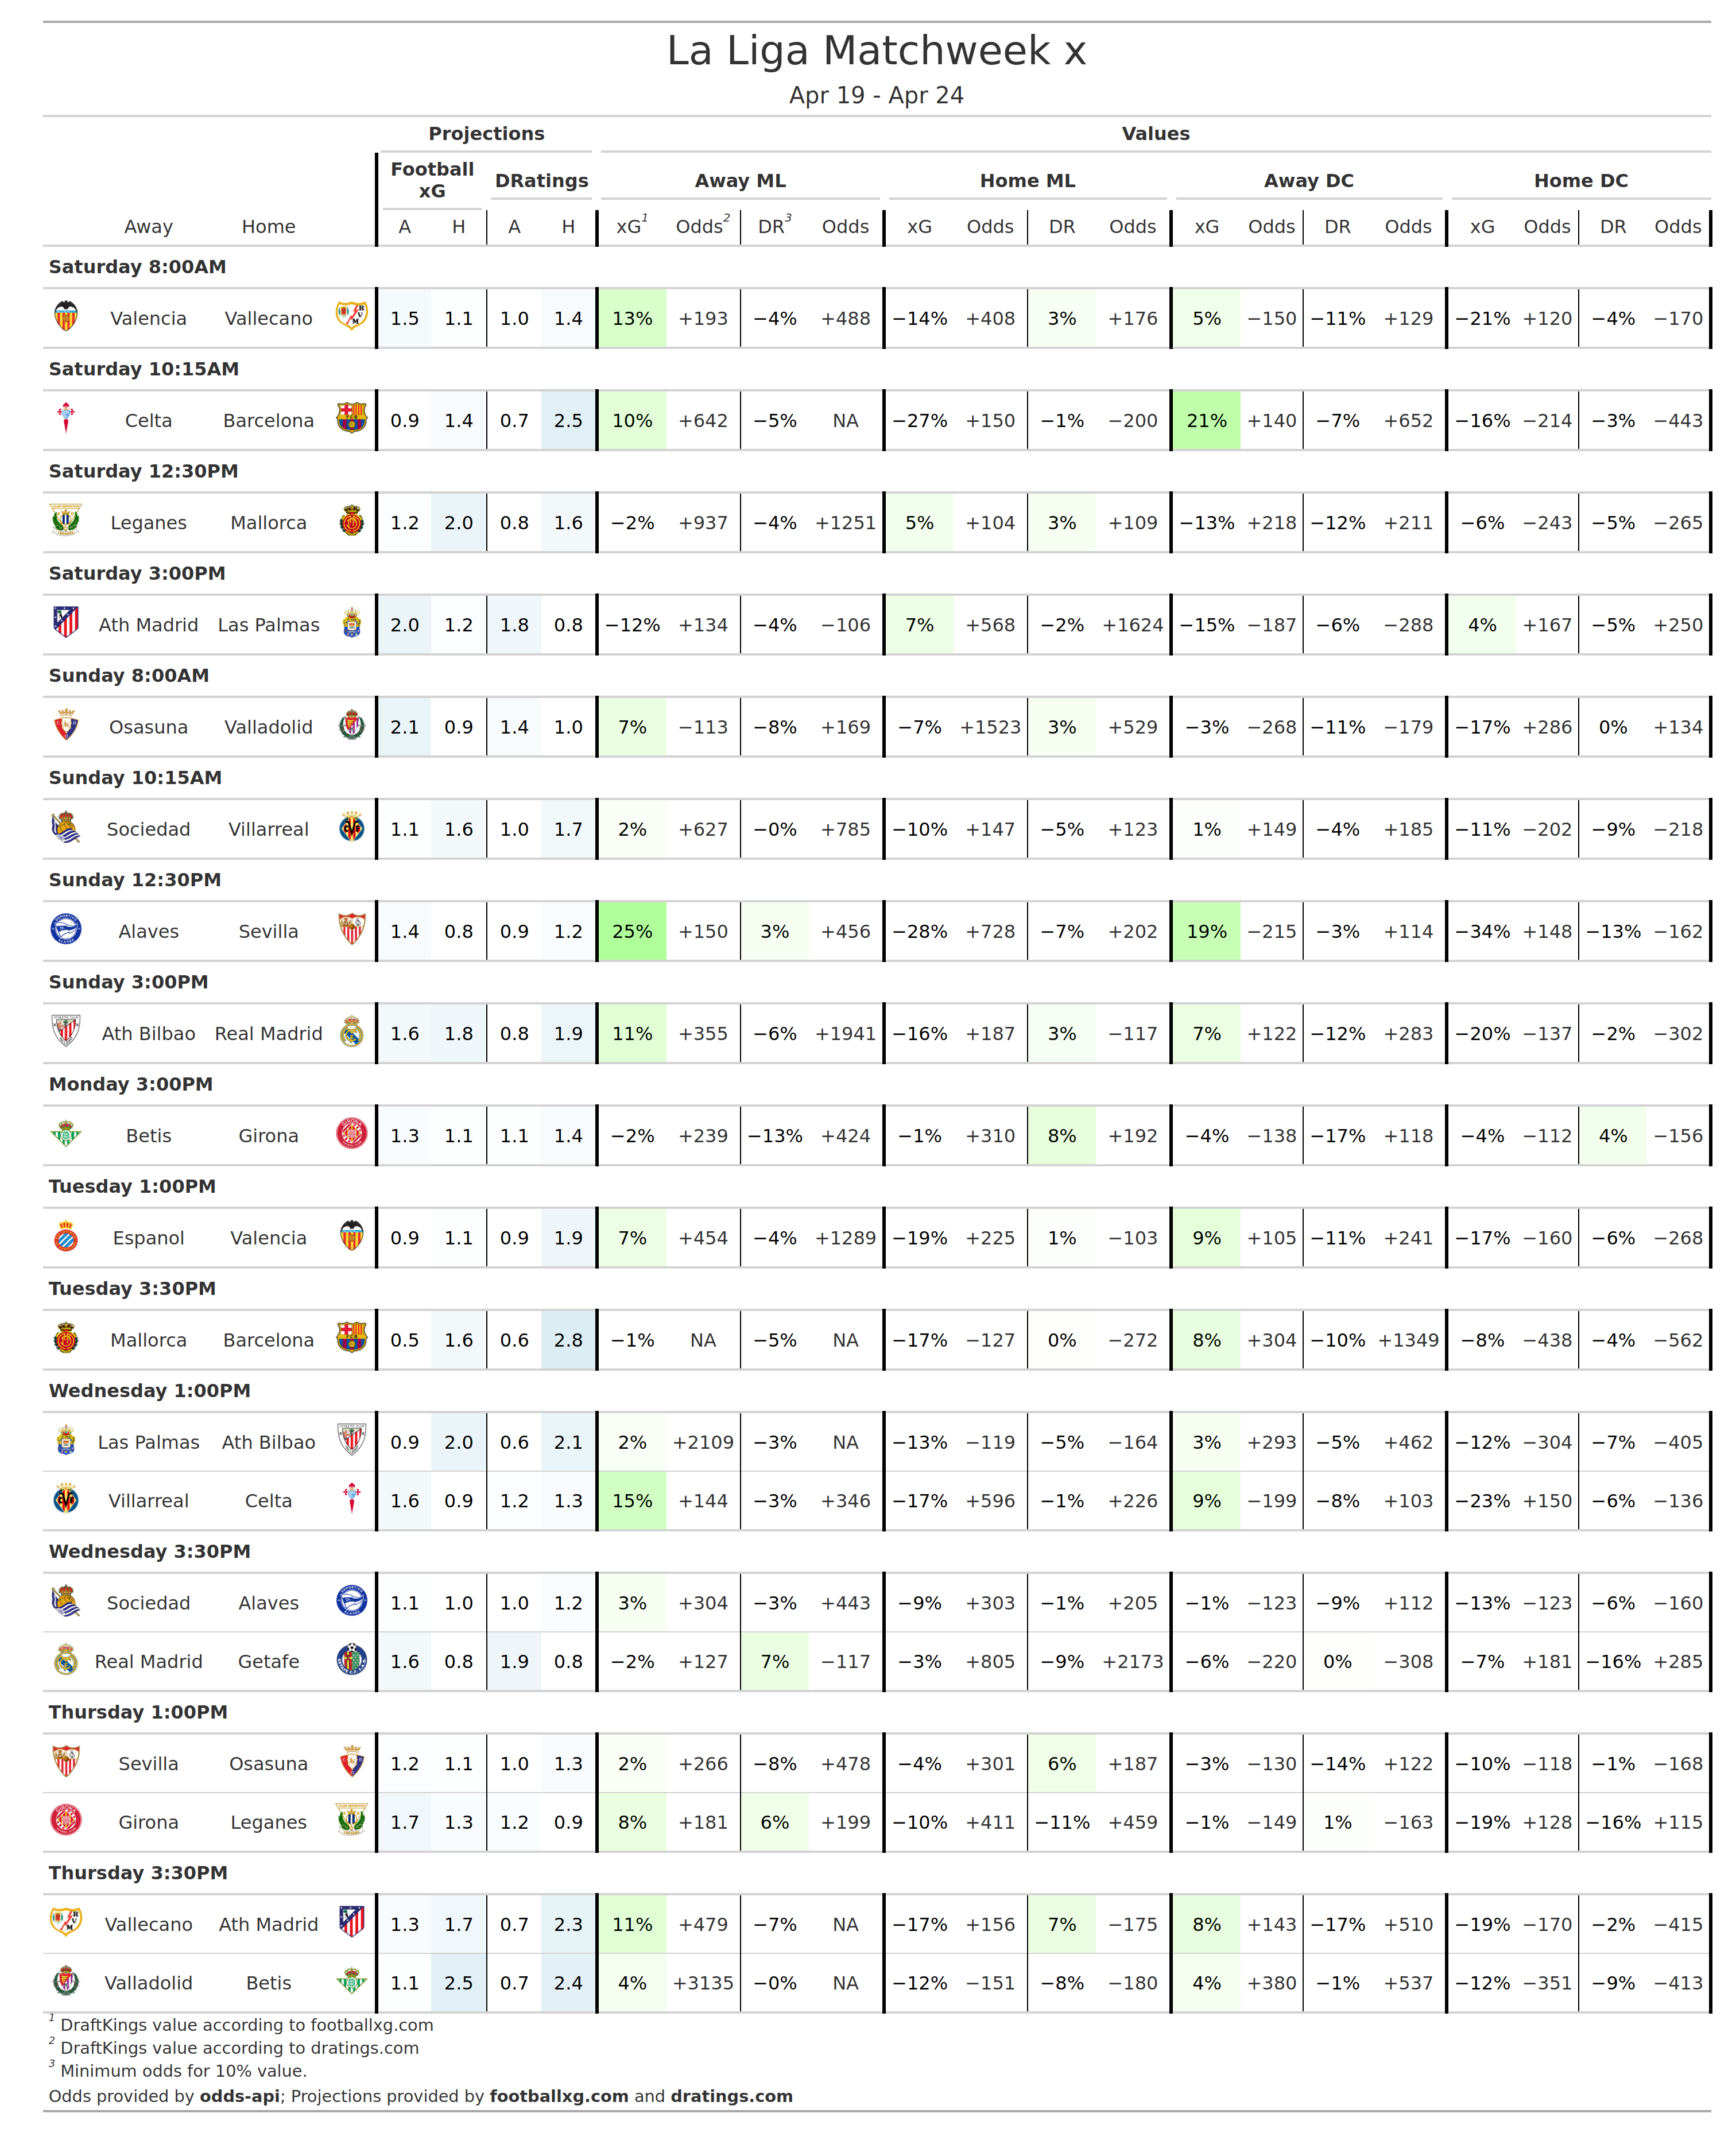 La Liga Matchweek x
Apr 19 - Apr 24
Projections Values
Football xG DRatings Away ML Home ML Away DC Home DC
Away Home A H A H xG1 Odds2 DR3 Odds xG Odds DR Odds xG Odds DR Odds xG Odds DR Odds
Saturday 8:00AM
Valencia Vallecano 1.5 1.1 1.0 1.4 13% +193 −4% +488 −14% +408 3% +176 5% −150 −11% +129 −21% +120 −4% −170
Saturday 10:15AM
Celta Barcelona 0.9 1.4 0.7 2.5 10% +642 −5% NA −27% +150 −1% −200 21% +140 −7% +652 −16% −214 −3% −443
Saturday 12:30PM
Leganes Mallorca 1.2 2.0 0.8 1.6 −2% +937 −4% +1251 5% +104 3% +109 −13% +218 −12% +211 −6% −243 −5% −265
Saturday 3:00PM
Ath Madrid Las Palmas 2.0 1.2 1.8 0.8 −12% +134 −4% −106 7% +568 −2% +1624 −15% −187 −6% −288 4% +167 −5% +250
Sunday 8:00AM
Osasuna Valladolid 2.1 0.9 1.4 1.0 7% −113 −8% +169 −7% +1523 3% +529 −3% −268 −11% −179 −17% +286 0% +134
Sunday 10:15AM
Sociedad Villarreal 1.1 1.6 1.0 1.7 2% +627 −0% +785 −10% +147 −5% +123 1% +149 −4% +185 −11% −202 −9% −218
Sunday 12:30PM
Alaves Sevilla 1.4 0.8 0.9 1.2 25% +150 3% +456 −28% +728 −7% +202 19% −215 −3% +114 −34% +148 −13% −162
Sunday 3:00PM
Ath Bilbao Real Madrid 1.6 1.8 0.8 1.9 11% +355 −6% +1941 −16% +187 3% −117 7% +122 −12% +283 −20% −137 −2% −302
Monday 3:00PM
Betis Girona 1.3 1.1 1.1 1.4 −2% +239 −13% +424 −1% +310 8% +192 −4% −138 −17% +118 −4% −112 4% −156
Tuesday 1:00PM
Espanol Valencia 0.9 1.1 0.9 1.9 7% +454 −4% +1289 −19% +225 1% −103 9% +105 −11% +241 −17% −160 −6% −268
Tuesday 3:30PM
Mallorca Barcelona 0.5 1.6 0.6 2.8 −1% NA −5% NA −17% −127 0% −272 8% +304 −10% +1349 −8% −438 −4% −562
Wednesday 1:00PM
Las Palmas Ath Bilbao 0.9 2.0 0.6 2.1 2% +2109 −3% NA −13% −119 −5% −164 3% +293 −5% +462 −12% −304 −7% −405
Villarreal Celta 1.6 0.9 1.2 1.3 15% +144 −3% +346 −17% +596 −1% +226 9% −199 −8% +103 −23% +150 −6% −136
Wednesday 3:30PM
Sociedad Alaves 1.1 1.0 1.0 1.2 3% +304 −3% +443 −9% +303 −1% +205 −1% −123 −9% +112 −13% −123 −6% −160
Real Madrid Getafe 1.6 0.8 1.9 0.8 −2% +127 7% −117 −3% +805 −9% +2173 −6% −220 0% −308 −7% +181 −16% +285
Thursday 1:00PM
Sevilla Osasuna 1.2 1.1 1.0 1.3 2% +266 −8% +478 −4% +301 6% +187 −3% −130 −14% +122 −10% −118 −1% −168
Girona Leganes 1.7 1.3 1.2 0.9 8% +181 6% +199 −10% +411 −11% +459 −1% −149 1% −163 −19% +128 −16% +115
Thursday 3:30PM
Vallecano Ath Madrid 1.3 1.7 0.7 2.3 11% +479 −7% NA −17% +156 7% −175 8% +143 −17% +510 −19% −170 −2% −415
Valladolid Betis 1.1 2.5 0.7 2.4 4% +3135 −0% NA −12% −151 −8% −180 4% +380 −1% +537 −12% −351 −9% −413
1 DraftKings value according to footballxg.com
2 DraftKings value according to dratings.com
3 Minimum odds for 10% value.
Odds provided by odds-api; Projections provided by footballxg.com and dratings.com